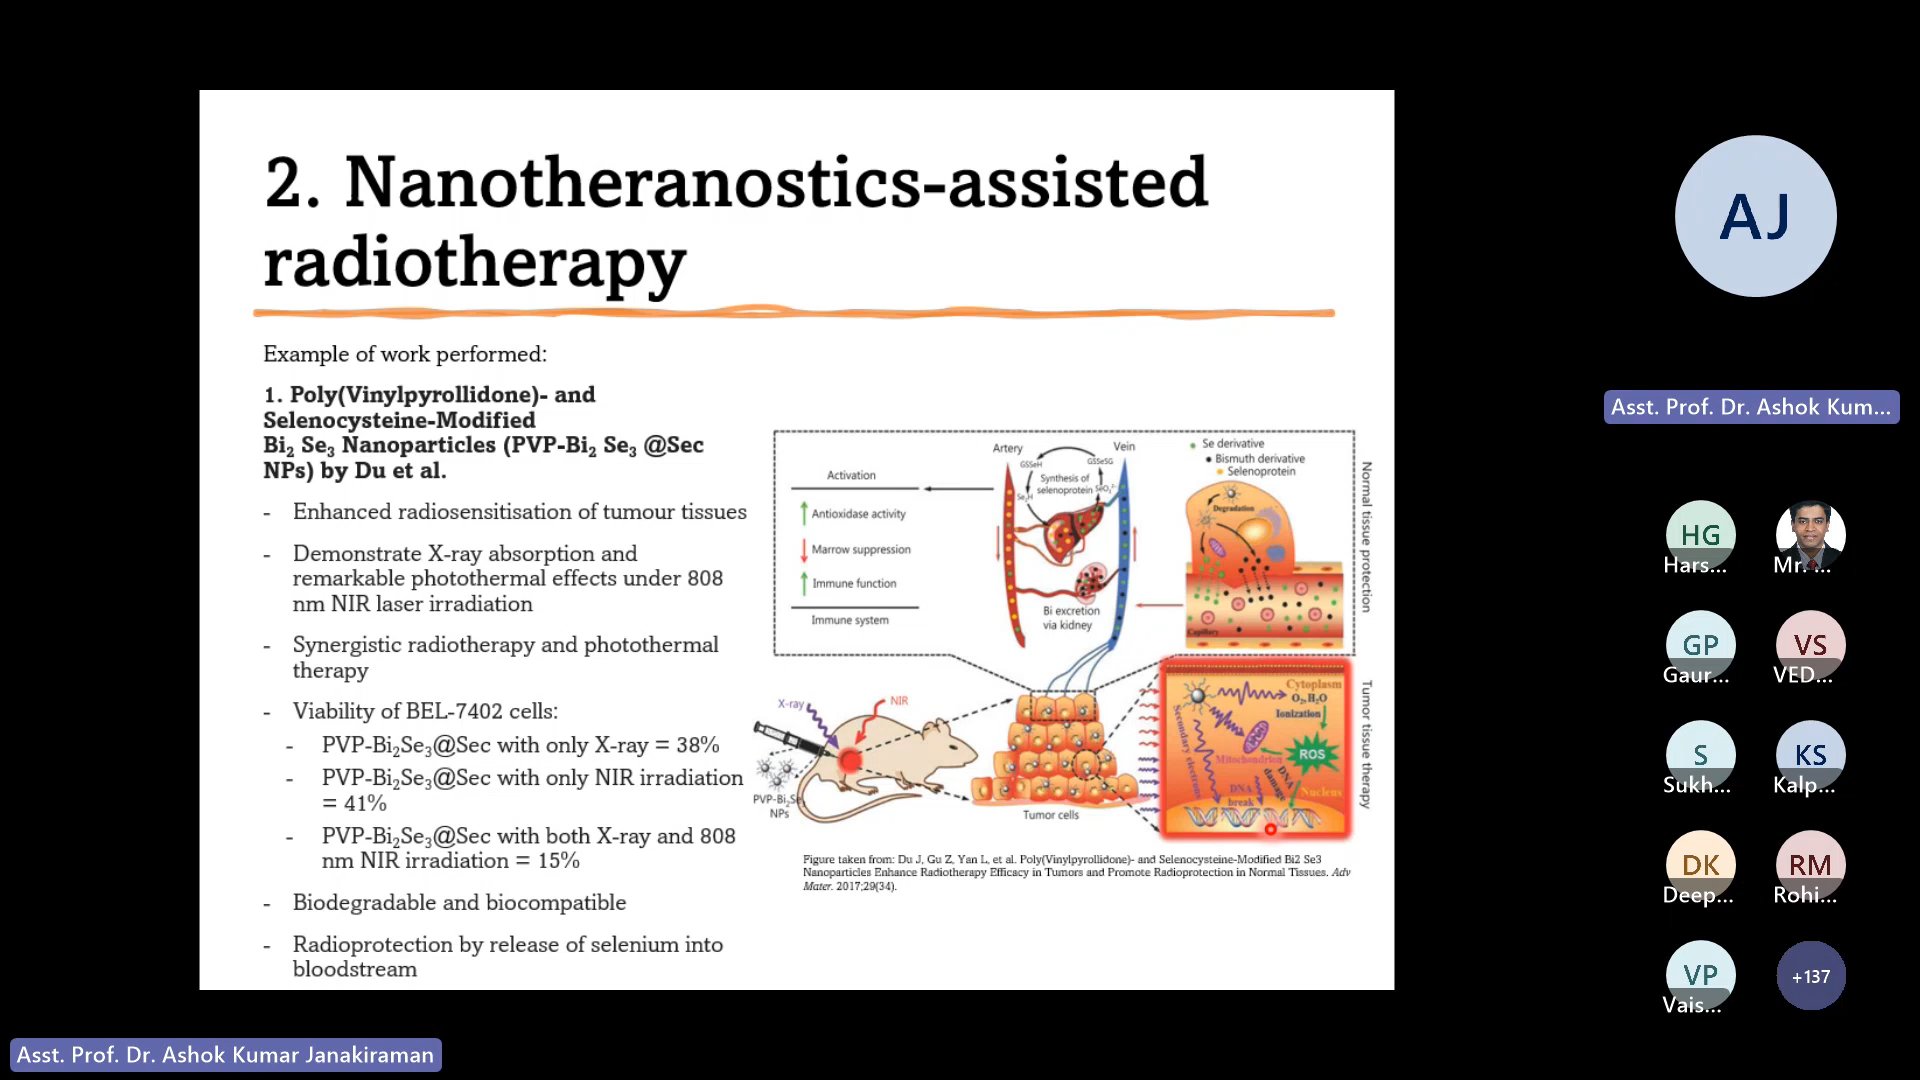 2. Nanotheranostics-assisted
radiotherapy
Example of work performed:
1. Poly(Vinylpyrollidone)- and
Selenocysteine-Modified
Bi₂ Se₃ Nanoparticles (PVP-Bi₂ Se₃ @Sec
NPs) by Du et al.
- Enhanced radiosensitisation of tumour tissues
- Demonstrate X-ray absorption and
remarkable photothermal effects under 808
nm NIR laser irradiation
- Synergistic radiotherapy and photothermal
therapy
- Viability of BEL-7402 cells:
- PVP-Bi₂Se₃@Sec with only X-ray = 38%
- PVP-Bi₂Se₃@Sec with only NIR irradiation
= 41%
- PVP-Bi₂Se₃@Sec with both X-ray and 808
nm NIR irradiation = 15%
- Biodegradable and biocompatible
- Radioprotection by release of selenium into
bloodstream
Activation
Antioxidase activity
Marrow suppression
Immune function
Immune system
Artery
Vein
GSSeH
GSSeSG
Synthesis of
selenoprotein
Bi excretion
via kidney
Se derivative
Bismuth derivative
Selenoprotein
Degradation
Capillary
Normal tissue protection
X-ray
NIR
PVP-Bi₂Se₃
NPs
Tumor cells
Cytoplasm
O₂, H₂O
Ionization
ROS
Secondary electrons
Mitochondrion
DNA damage
DNA
break
Nucleus
Tumor tissue therapy
Figure taken from: Du J, Gu Z, Yan L, et al. Poly(Vinylpyrollidone)- and Selenocysteine-Modified Bi2 Se3
Nanoparticles Enhance Radiotherapy Efficacy in Tumors and Promote Radioprotection in Normal Tissues. Adv
Mater. 2017;29(34).
AJ
Asst. Prof. Dr. Ashok Kum...
HG
Hars...
Mr. ...
GP
Gaur...
VS
VED...
S
Sukh...
KS
Kalp...
DK
Deep...
RM
Rohi...
VP
Vais...
+137
Asst. Prof. Dr. Ashok Kumar Janakiraman